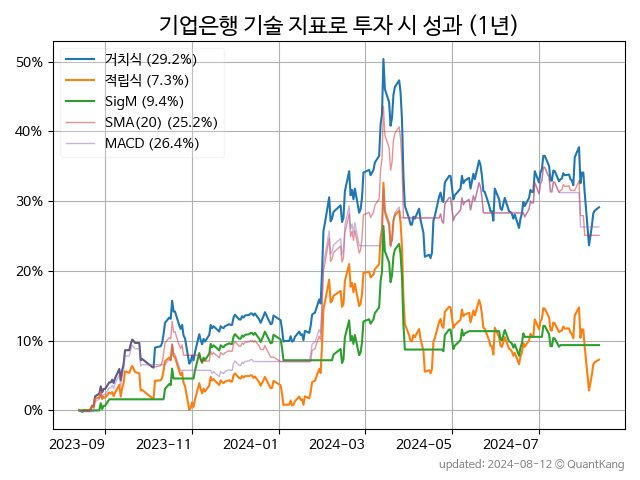 기업은행 기술 지표로 투자 시 성과 (1년)
거치식 (29.2%)
적립식 (7.3%)
SigM (9.4%)
SMA(20) (25.2%)
MACD (26.4%)
50%
40%
30%
20%
10%
0%
2023-09 2023-11 2024-01 2024-03 2024-05 2024-07
updated: 2024-08-12 © QuantKang